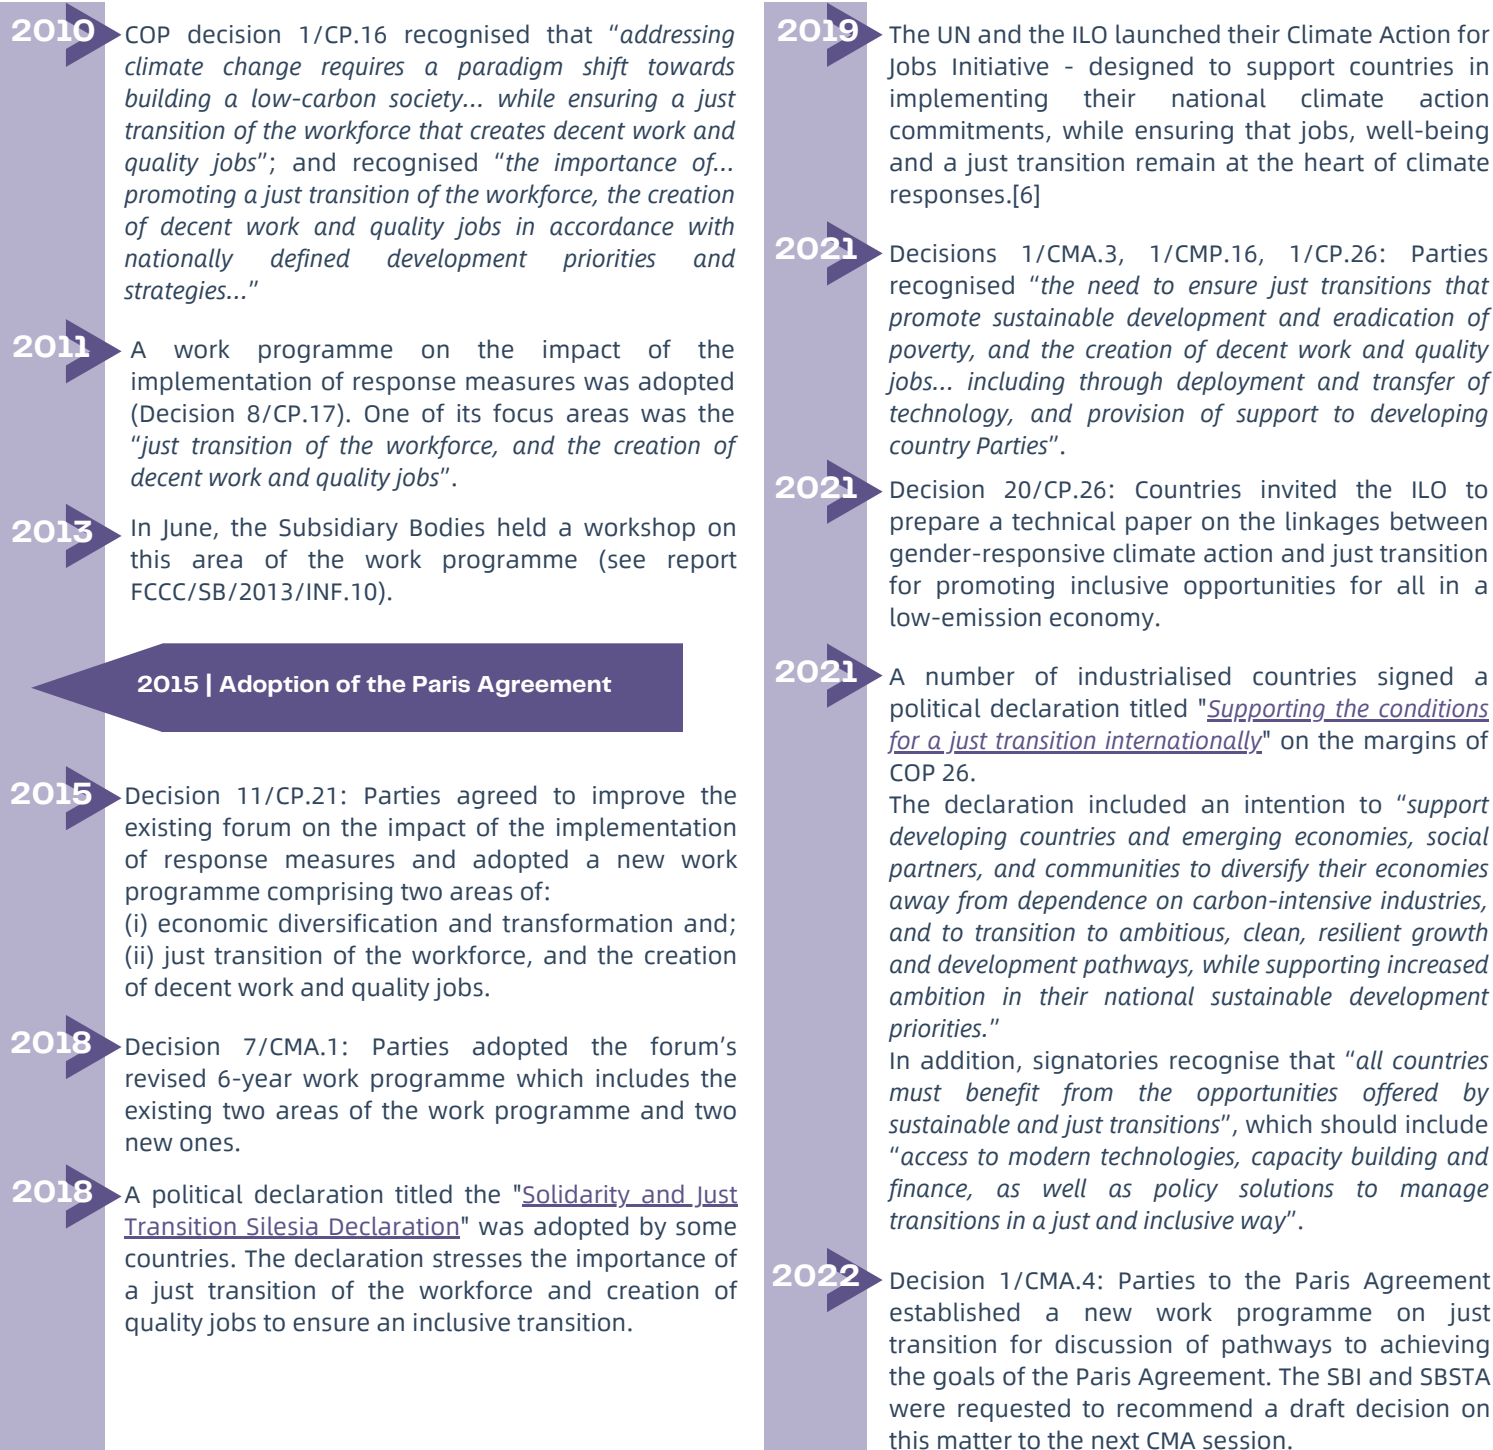 2010
COP decision 1/CP.16 recognised that “addressing
climate change requires a paradigm shift towards
building a low-carbon society... while ensuring a just
transition of the workforce that creates decent work and
quality jobs”; and recognised “the importance of...
promoting a just transition of the workforce, the creation
of decent work and quality jobs in accordance with
nationally defined development priorities and
strategies...”
2011
A work programme on the impact of the
implementation of response measures was adopted
(Decision 8/CP.17). One of its focus areas was the
“just transition of the workforce, and the creation of
decent work and quality jobs”.
2013
In June, the Subsidiary Bodies held a workshop on
this area of the work programme (see report
FCCC/SB/2013/INF.10).
2015 | Adoption of the Paris Agreement
2015
Decision 11/CP.21: Parties agreed to improve the
existing forum on the impact of the implementation
of response measures and adopted a new work
programme comprising two areas of:
(i) economic diversification and transformation and;
(ii) just transition of the workforce, and the creation
of decent work and quality jobs.
2018
Decision 7/CMA.1: Parties adopted the forum’s
revised 6-year work programme which includes the
existing two areas of the work programme and two
new ones.
2018
A political declaration titled the "Solidarity and Just
Transition Silesia Declaration" was adopted by some
countries. The declaration stresses the importance of
a just transition of the workforce and creation of
quality jobs to ensure an inclusive transition.
2019
The UN and the ILO launched their Climate Action for
Jobs Initiative - designed to support countries in
implementing their national climate action
commitments, while ensuring that jobs, well-being
and a just transition remain at the heart of climate
responses.[6]
2021
Decisions 1/CMA.3, 1/CMP.16, 1/CP.26: Parties
recognised “the need to ensure just transitions that
promote sustainable development and eradication of
poverty, and the creation of decent work and quality
jobs... including through deployment and transfer of
technology, and provision of support to developing
country Parties”.
2021
Decision 20/CP.26: Countries invited the ILO to
prepare a technical paper on the linkages between
gender-responsive climate action and just transition
for promoting inclusive opportunities for all in a
low-emission economy.
2021
A number of industrialised countries signed a
political declaration titled "Supporting the conditions
for a just transition internationally" on the margins of
COP 26.
The declaration included an intention to “support
developing countries and emerging economies, social
partners, and communities to diversify their economies
away from dependence on carbon-intensive industries,
and to transition to ambitious, clean, resilient growth
and development pathways, while supporting increased
ambition in their national sustainable development
priorities.”
In addition, signatories recognise that “all countries
must benefit from the opportunities offered by
sustainable and just transitions”, which should include
“access to modern technologies, capacity building and
finance, as well as policy solutions to manage
transitions in a just and inclusive way”.
2022
Decision 1/CMA.4: Parties to the Paris Agreement
established a new work programme on just
transition for discussion of pathways to achieving
the goals of the Paris Agreement. The SBI and SBSTA
were requested to recommend a draft decision on
this matter to the next CMA session.